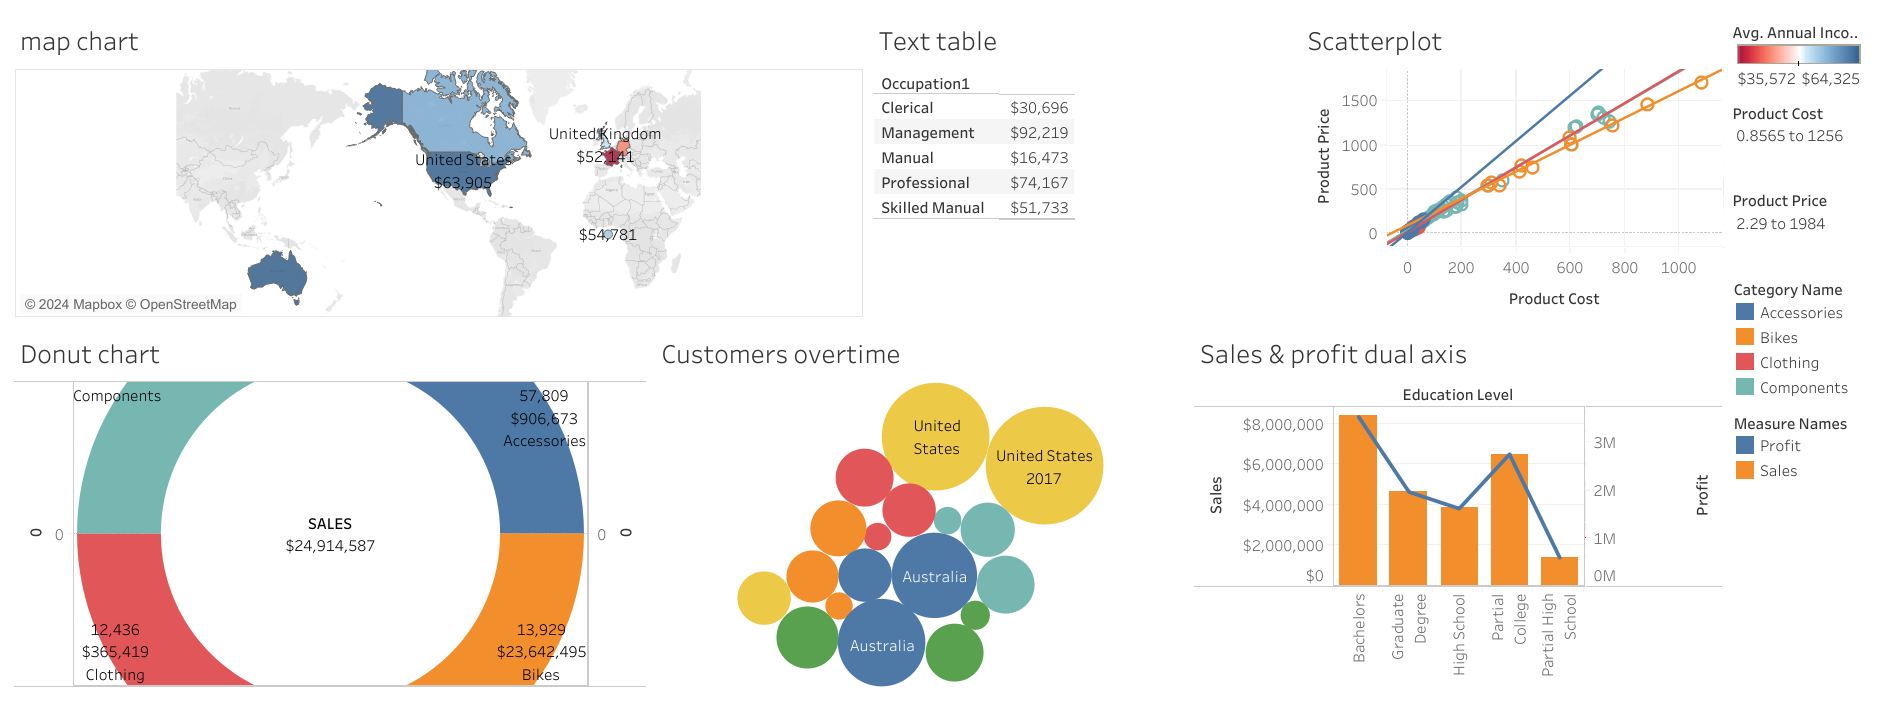 map chart
United Kingdom
$52,141
United States
$63,905
$54,781
© 2024 Mapbox © OpenStreetMap
Text table
Occupation1
Clerical $30,696
Management $92,219
Manual $16,473
Professional $74,167
Skilled Manual $51,733
Scatterplot
Product Price
1500
1000
500
0
0 200 400 600 800 1000
Product Cost
Avg. Annual Inco..
$35,572 $64,325
Product Cost
0.8565 to 1256
Product Price
2.29 to 1984
Category Name
Accessories
Bikes
Clothing
Components
Measure Names
Profit
Sales
Donut chart
Components
57,809
$906,673
Accessories
0
0
SALES
$24,914,587
0
0
12,436
$365,419
Clothing
13,929
$23,642,495
Bikes
Customers overtime
United
States
United States
2017
Australia
Australia
Sales & profit dual axis
Education Level
Sales
$8,000,000
$6,000,000
$4,000,000
$2,000,000
$0
3M
2M
1M
0M
Profit
Bachelors
Graduate
Degree
High School
Partial
College
Partial High
School